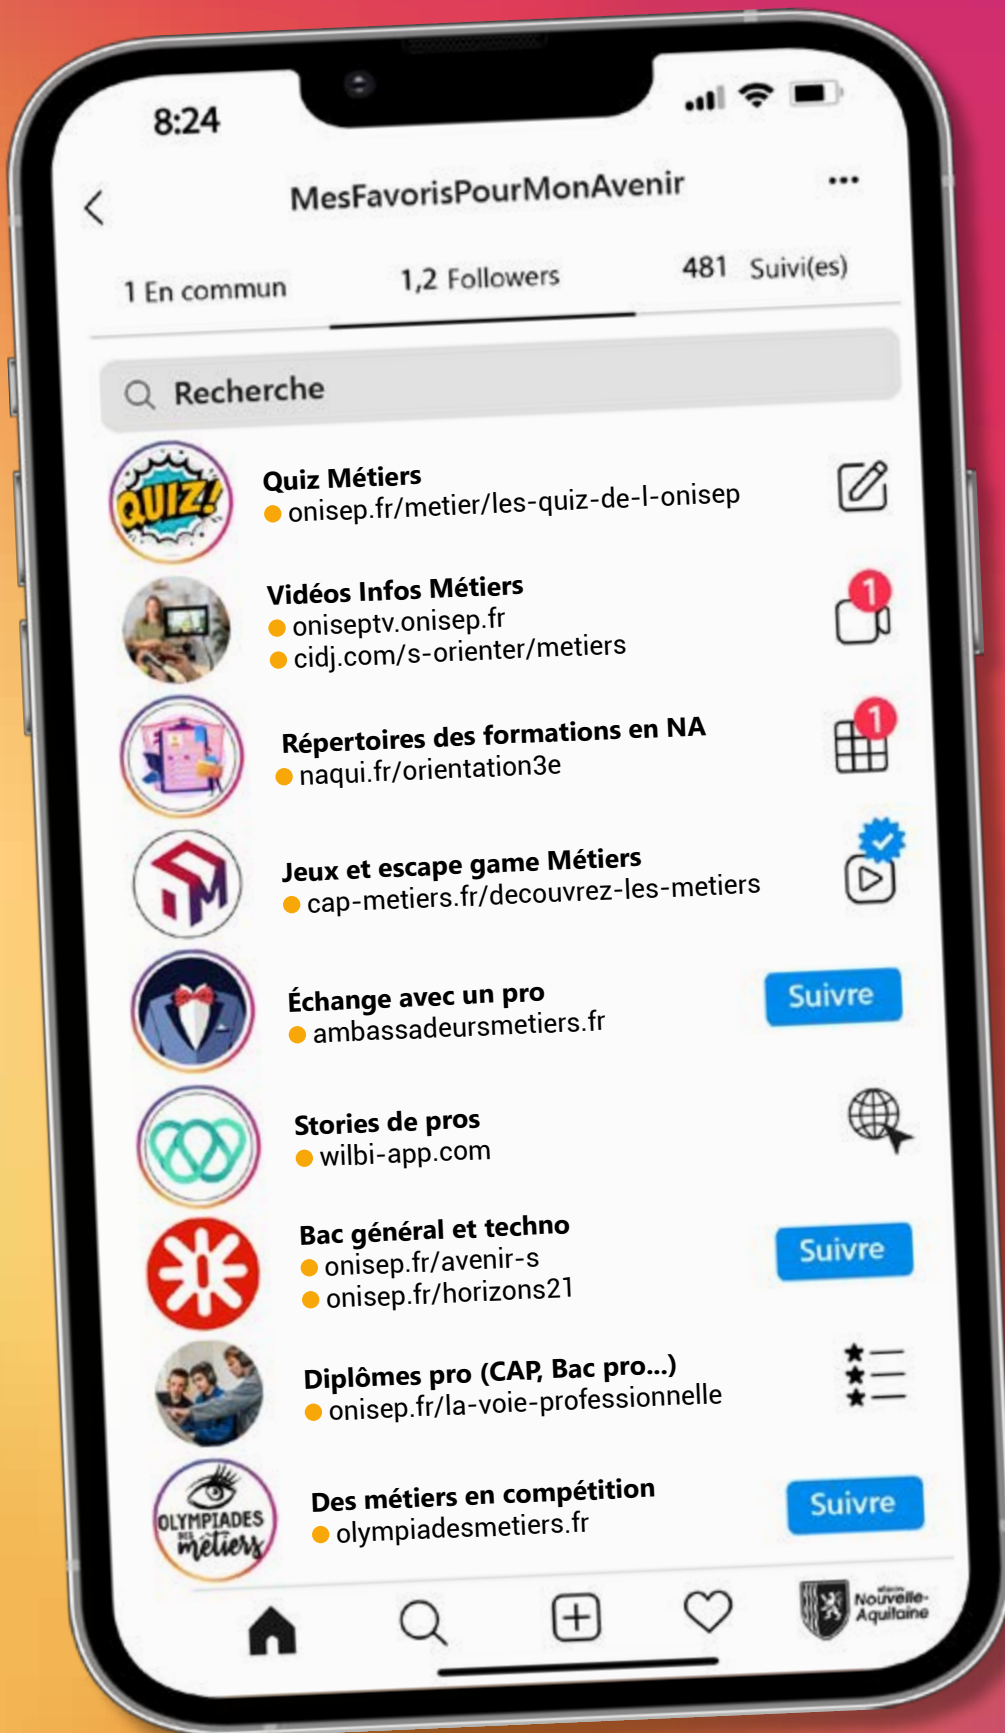 8:24
MesFavorisPourMonAvenir
1 En commun
1,2 Followers
481 Suivi(es)
Recherche
QUIZ!
Quiz Métiers
onisep.fr/metier/les-quiz-de-l-onisep
Vidéos Infos Métiers
1
oniseptv.onisep.fr
cidj.com/s-orienter/metiers
Répertoires des formations en NA
1
naqui.fr/orientation3e
Jeux et escape game Métiers
cap-metiers.fr/decouvrez-les-metiers
Échange avec un pro
Suivre
ambassadeursmetiers.fr
Stories de pros
wilbi-app.com
Bac général et techno
Suivre
onisep.fr/avenir-s
onisep.fr/horizons21
Diplômes pro (CAP, Bac pro...)
onisep.fr/la-voie-professionnelle
OLYMPIADES
DES
métiers
Des métiers en compétition
Suivre
olympiadesmetiers.fr
RÉGION
Nouvelle-
Aquitaine